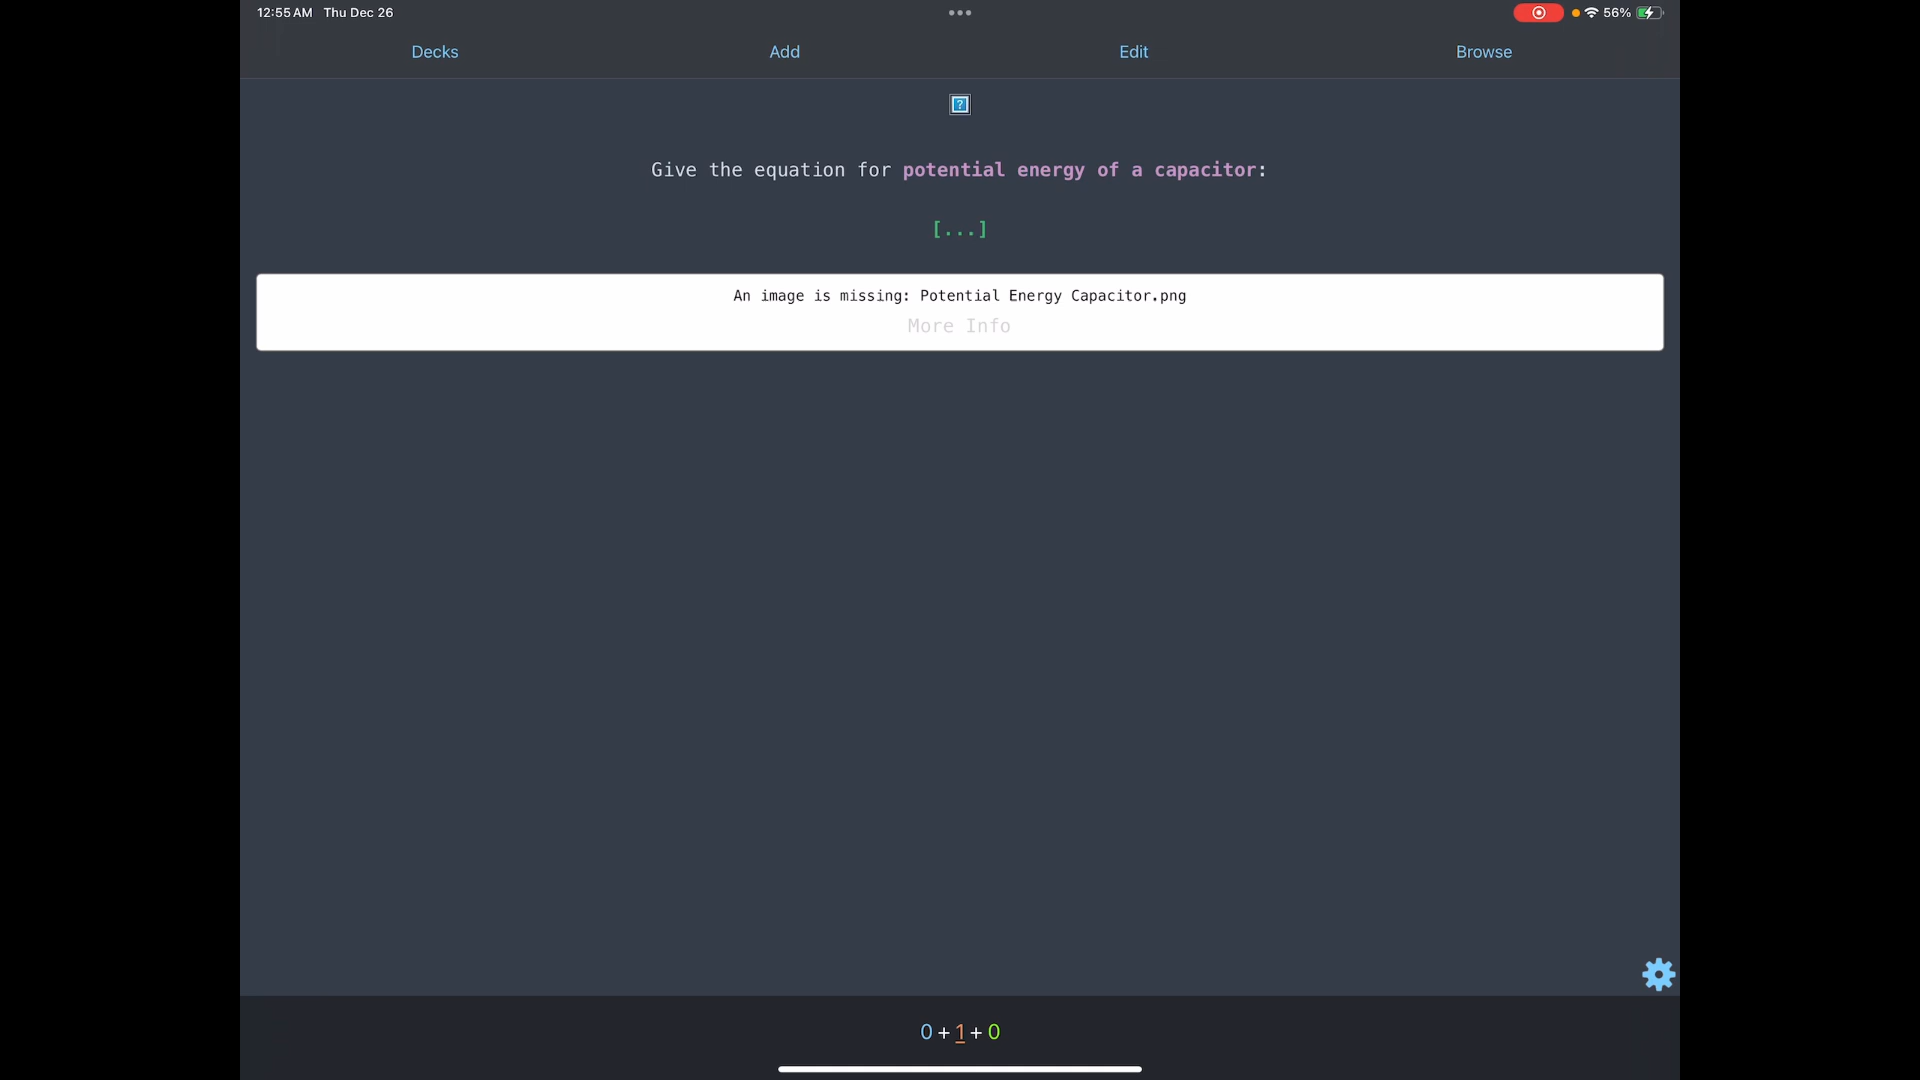 12:55 AM Thu Dec 26
56%
Decks Add Edit Browse
?
Give the equation for potential energy of a capacitor:
[...]
An image is missing: Potential Energy Capacitor.png
More Info
0 + 1 + 0